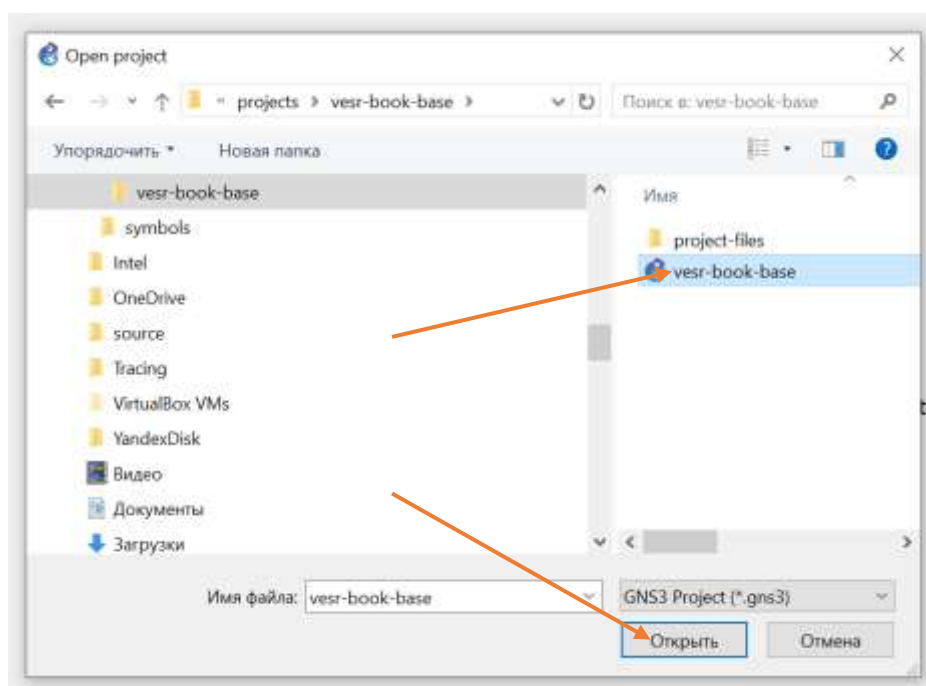 Open project
projects > vesr-book-base >
Поиск в: vesr-book-base
Упорядочить
Новая папка
vesr-book-base
symbols
Intel
OneDrive
source
Tracing
VirtualBox VMs
YandexDisk
Видео
Документы
Загрузки
Имя
project-files
vesr-book-base
Имя файла: vesr-book-base
GNS3 Project (*.gns3)
Открыть
Отмена